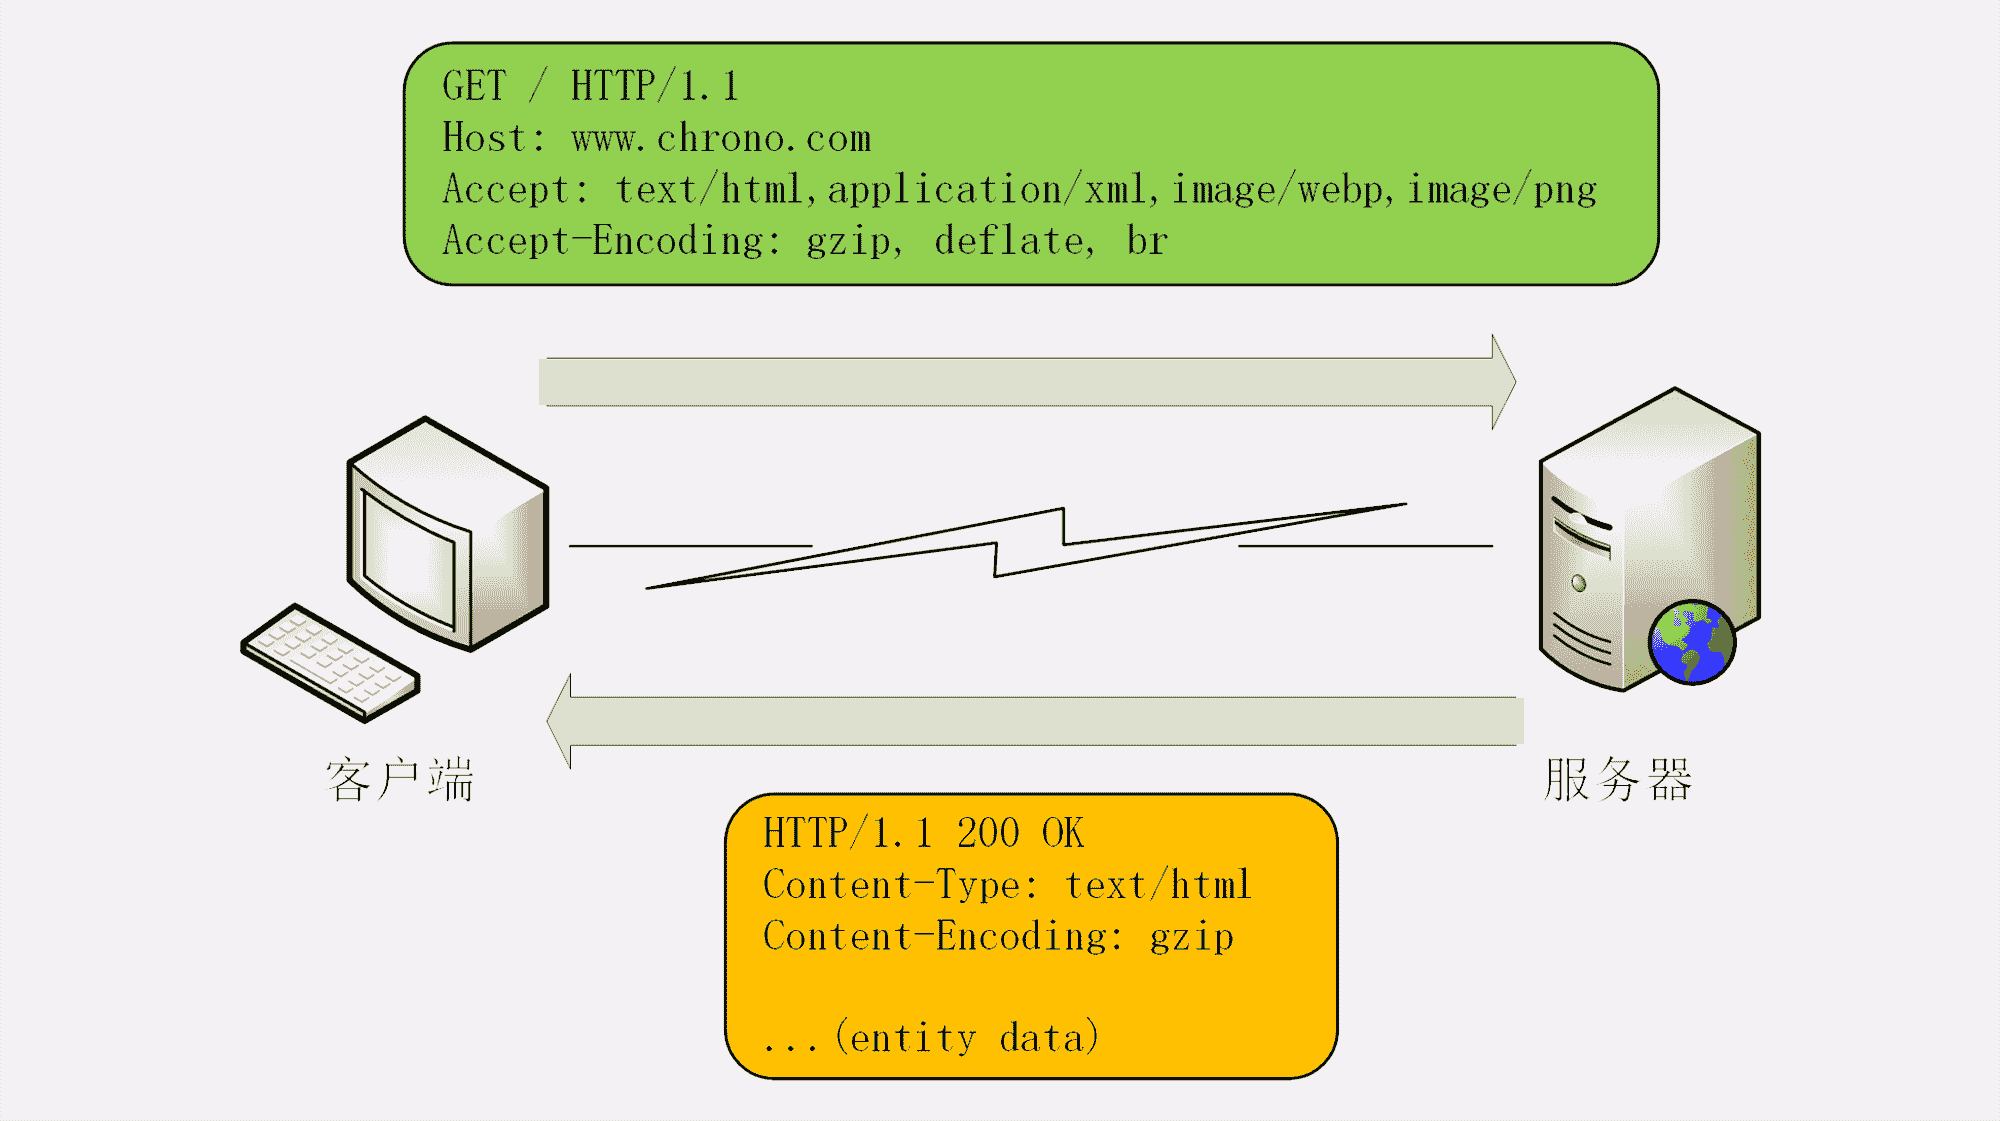 GET / HTTP/1.1
Host: www.chrono.com
Accept: text/html,application/xml,image/webp,image/png
Accept-Encoding: gzip, deflate, br
客户端
服务器
HTTP/1.1 200 OK
Content-Type: text/html
Content-Encoding: gzip
...(entity data)